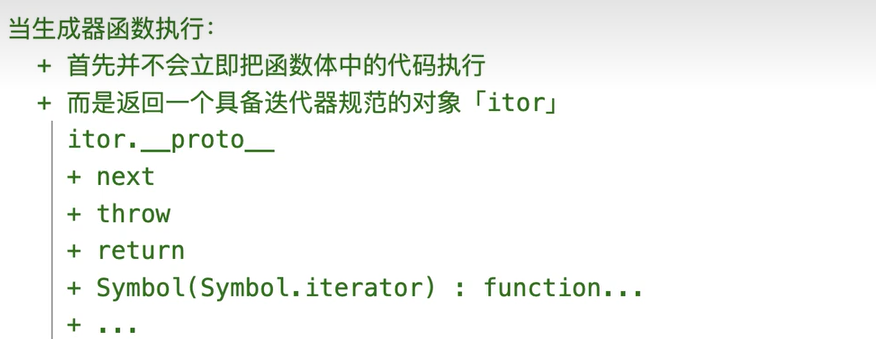 当生成器函数执行:
+ 首先并不会立即把函数体中的代码执行
+ 而是返回一个具备迭代器规范的对象「itor」
itor.__proto__
+ next
+ throw
+ return
+ Symbol(Symbol.iterator) : function...
+ ...